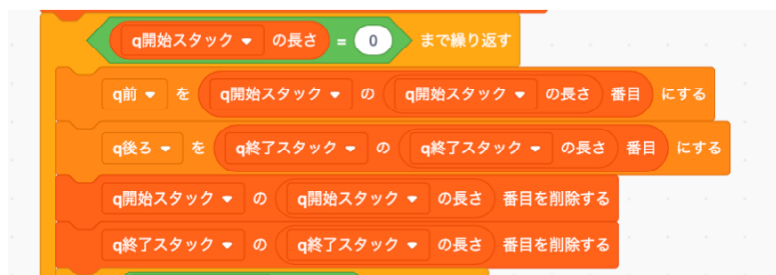 q開始スタック の長さ = 0 まで繰り返す
q前 を q開始スタック の q開始スタック の長さ 番目 にする
q後ろ を q終了スタック の q終了スタック の長さ 番目 にする
q開始スタック の q開始スタック の長さ 番目を削除する
q終了スタック の q終了スタック の長さ 番目を削除する